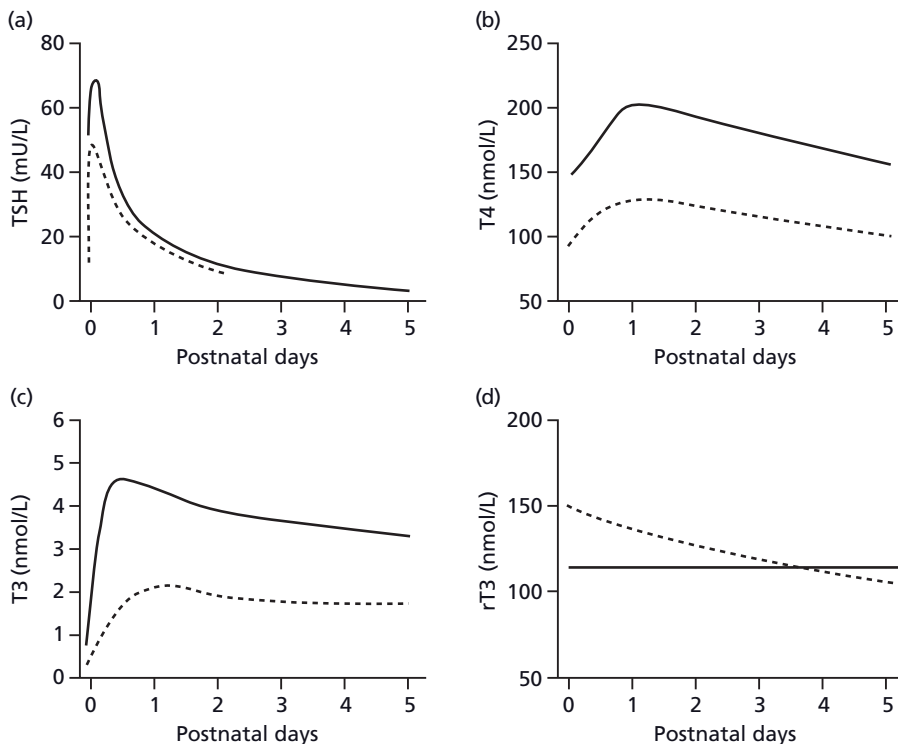 (a)
80
60
40
20
0
TSH (mU/L)
0 1 2 3 4 5
Postnatal days
(b)
250
200
150
100
50
T4 (nmol/L)
0 1 2 3 4 5
Postnatal days
(c)
6
5
4
3
2
1
0
T3 (nmol/L)
0 1 2 3 4 5
Postnatal days
(d)
200
150
100
50
rT3 (nmol/L)
0 1 2 3 4 5
Postnatal days